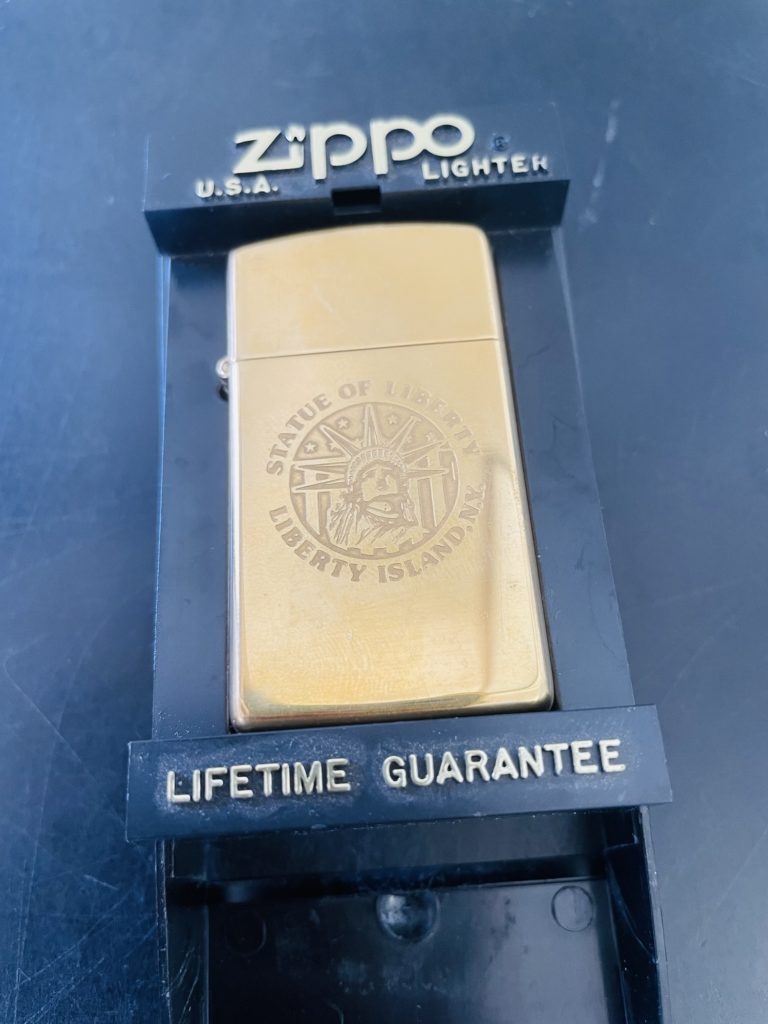 Zippo
®
U.S.A. LIGHTER
STATUE OF LIBERTY
LIBERTY ISLAND, N.Y.
LIFETIME GUARANTEE